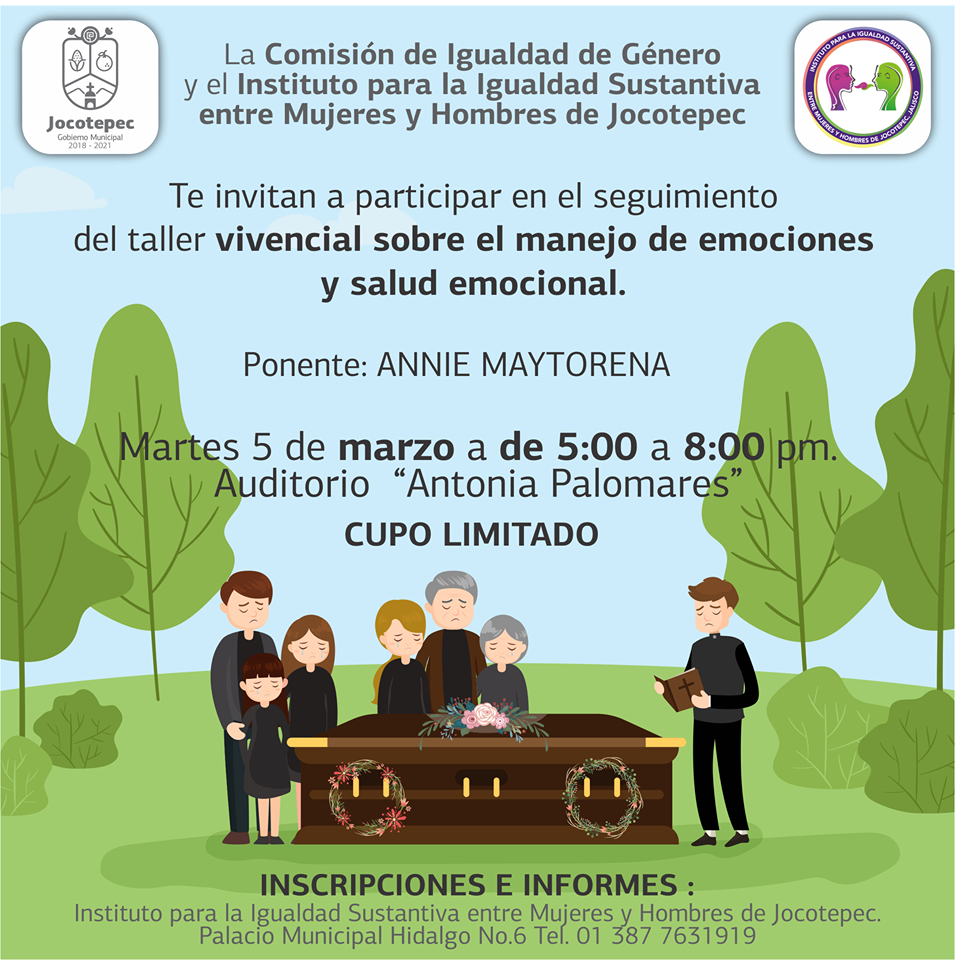 Jocotepec
Gobierno Municipal
2018 - 2021
La Comisión de Igualdad de Género
y el Instituto para la Igualdad Sustantiva
entre Mujeres y Hombres de Jocotepec
INSTITUTO PARA LA IGUALDAD SUSTANTIVA
ENTRE MUJERES Y HOMBRES DE JOCOTEPEC, JALISCO
Te invitan a participar en el seguimiento
del taller vivencial sobre el manejo de emociones
y salud emocional.
Ponente: ANNIE MAYTORENA
Martes 5 de marzo a de 5:00 a 8:00 pm.
Auditorio “Antonia Palomares”
CUPO LIMITADO
INSCRIPCIONES E INFORMES :
Instituto para la Igualdad Sustantiva entre Mujeres y Hombres de Jocotepec.
Palacio Municipal Hidalgo No.6 Tel. 01 387 7631919